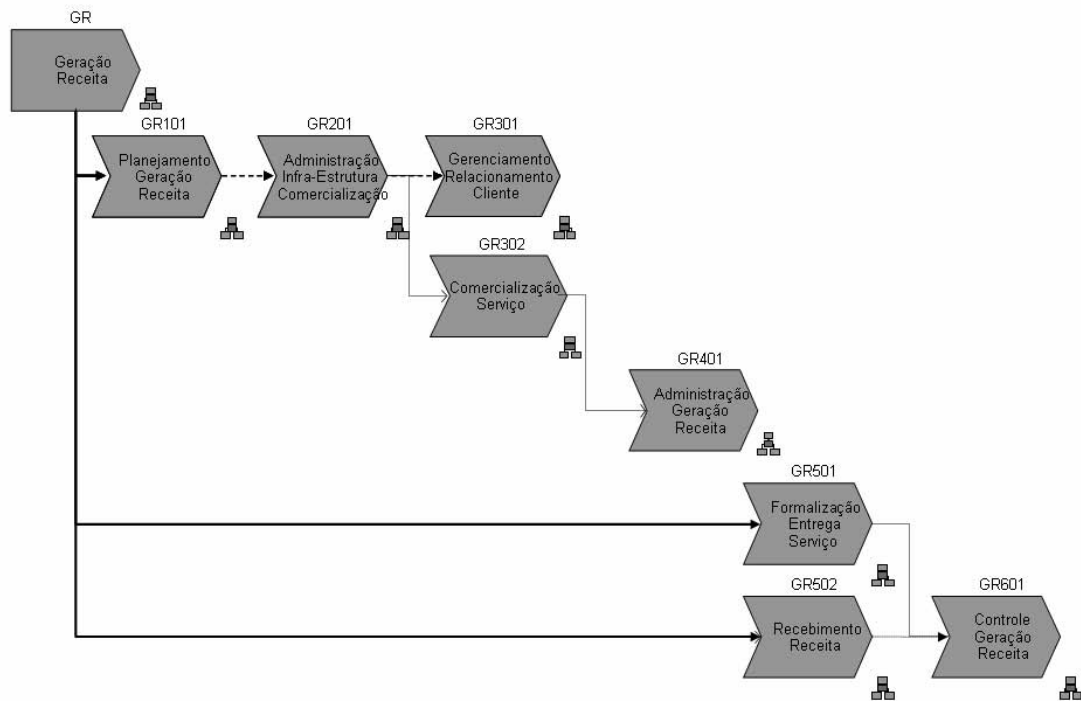 GR
Geração
Receita
GR101
Planejamento
Geração
Receita
GR201
Administração
Infra-Estrutura
Comercialização
GR301
Gerenciamento
Relacionamento
Cliente
GR302
Comercialização
Serviço
GR401
Administração
Geração
Receita
GR501
Formalização
Entrega
Serviço
GR502
Recebimento
Receita
GR601
Controle
Geração
Receita